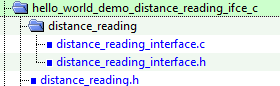 hello_world_demo_distance_reading_ifce_c
distance_reading
distance_reading_interface.c
distance_reading_interface.h
distance_reading.h